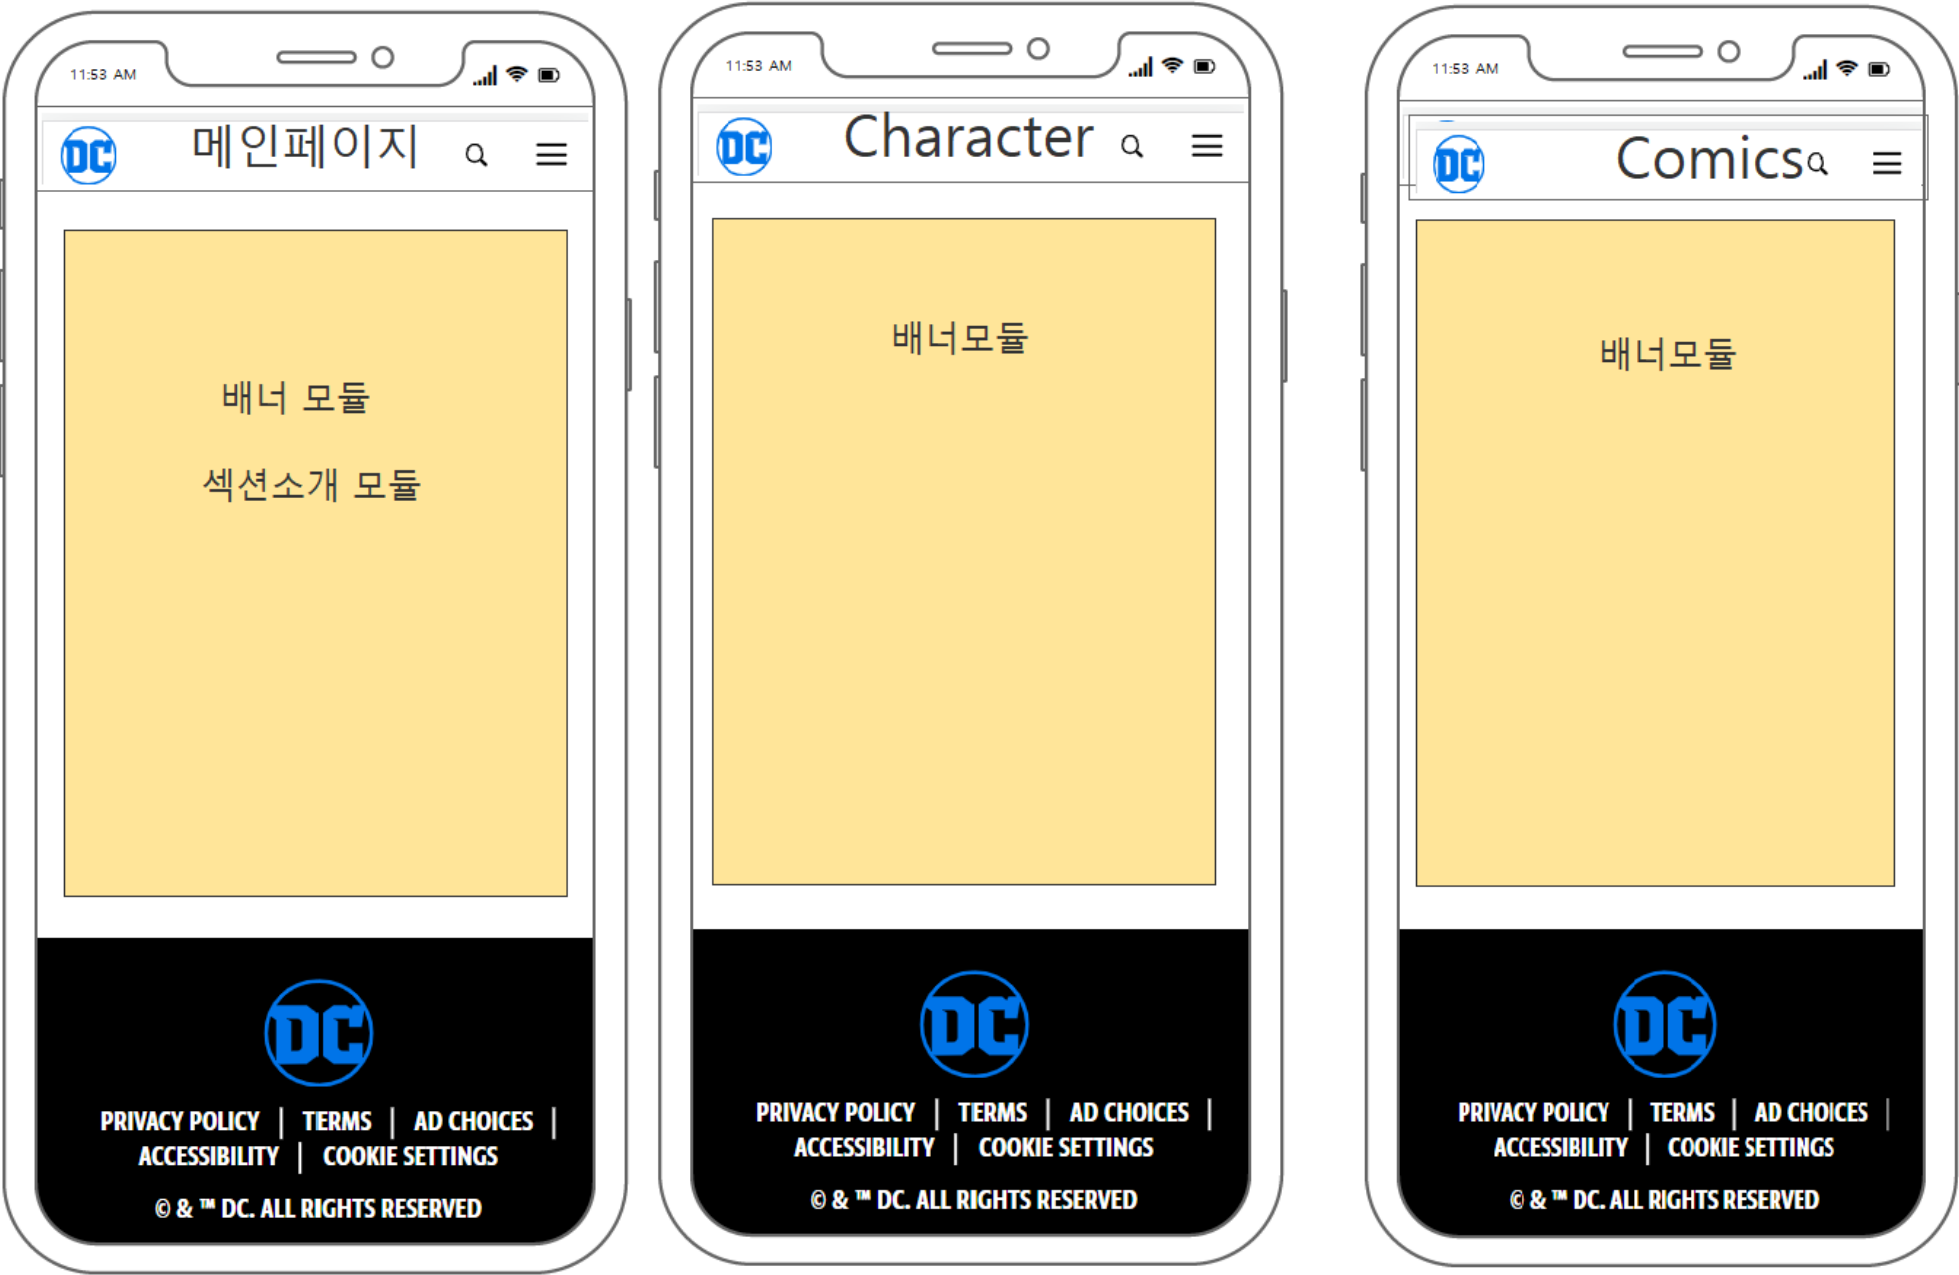 11:53 AM
DC
메인페이지
배너 모듈
섹션소개 모듈
DC
PRIVACY POLICY | TERMS | AD CHOICES |
ACCESSIBILITY | COOKIE SETTINGS
© & ™ DC. ALL RIGHTS RESERVED
11:53 AM
DC
Character
배너모듈
DC
PRIVACY POLICY | TERMS | AD CHOICES |
ACCESSIBILITY | COOKIE SETTINGS
© & ™ DC. ALL RIGHTS RESERVED
11:53 AM
DC
Comics
배너모듈
DC
PRIVACY POLICY | TERMS | AD CHOICES |
ACCESSIBILITY | COOKIE SETTINGS
© & ™ DC. ALL RIGHTS RESERVED